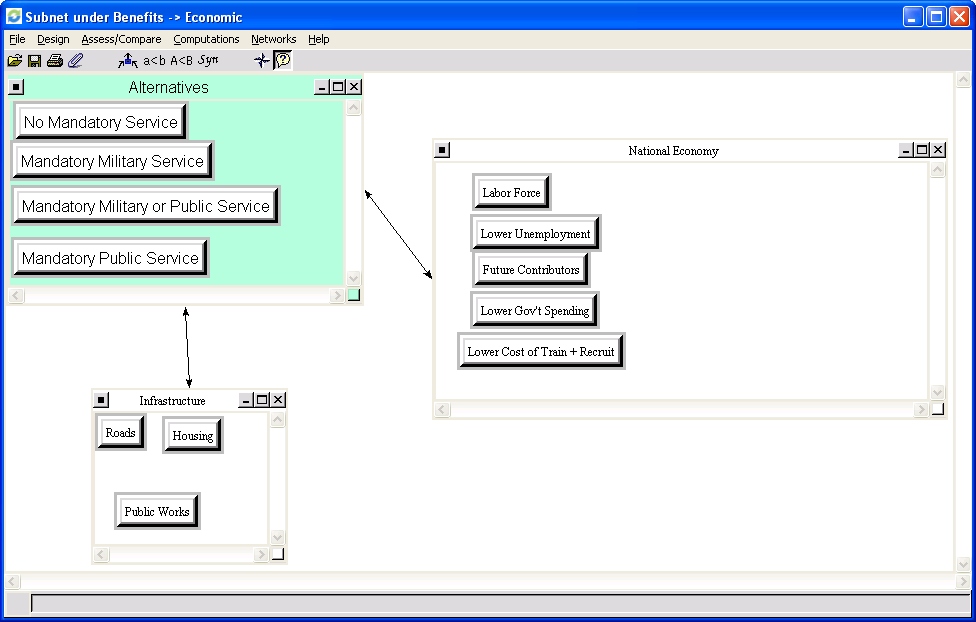 Subnet under Benefits -> Economic
File Design Assess/Compare Computations Networks Help
a<b A<B Syn
Alternatives
No Mandatory Service
Mandatory Military Service
Mandatory Military or Public Service
Mandatory Public Service
National Economy
Labor Force
Lower Unemployment
Future Contributors
Lower Gov't Spending
Lower Cost of Train + Recruit
Infrastructure
Roads
Housing
Public Works